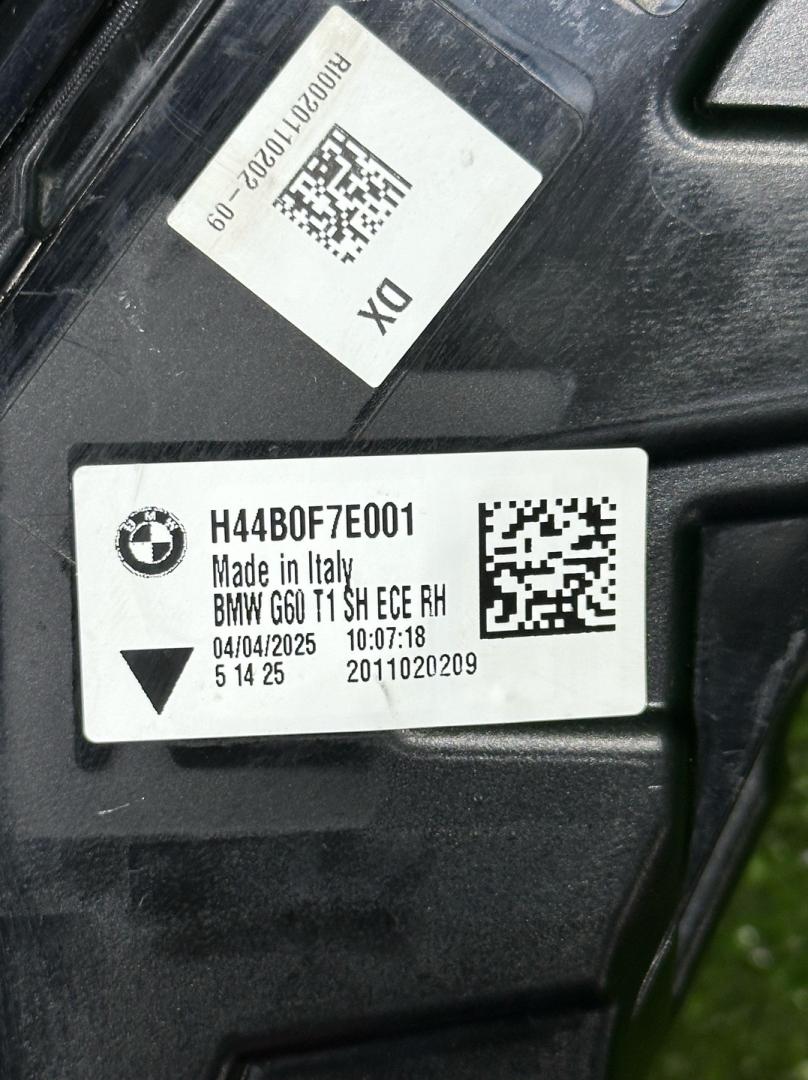 RI0020110202-09
DX
BMW
H44B0F7E001
Made in Italy
BMW G60 T1 SH ECE RH
04/04/2025 10:07:18
5 14 25 2011020209